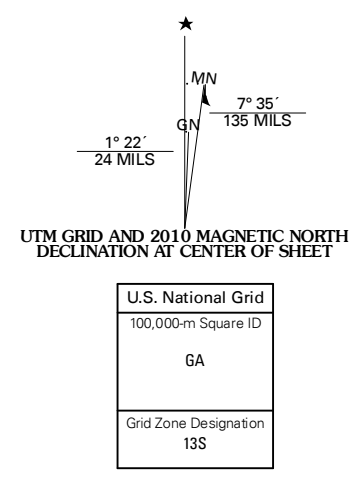 ★
MN
7° 35´
135 MILS
GN
1° 22´
24 MILS
UTM GRID AND 2010 MAGNETIC NORTH
DECLINATION AT CENTER OF SHEET
U.S. National Grid
100,000-m Square ID
GA
Grid Zone Designation
13S